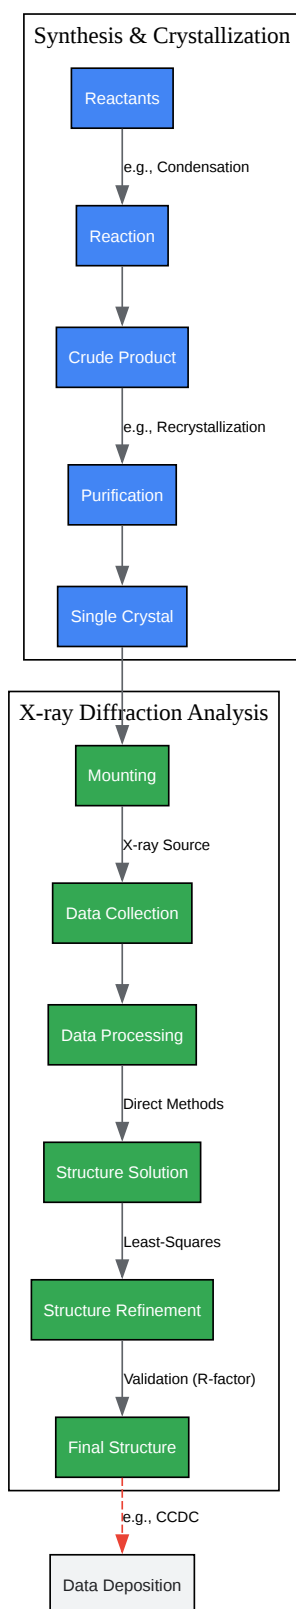 Synthesis & Crystallization
Reactants
e.g., Condensation
Reaction
Crude Product
e.g., Recrystallization
Purification
Single Crystal
X-ray Diffraction Analysis
Mounting
X-ray Source
Data Collection
Data Processing
Direct Methods
Structure Solution
Least-Squares
Structure Refinement
Validation (R-factor)
Final Structure
e.g., CCDC
Data Deposition